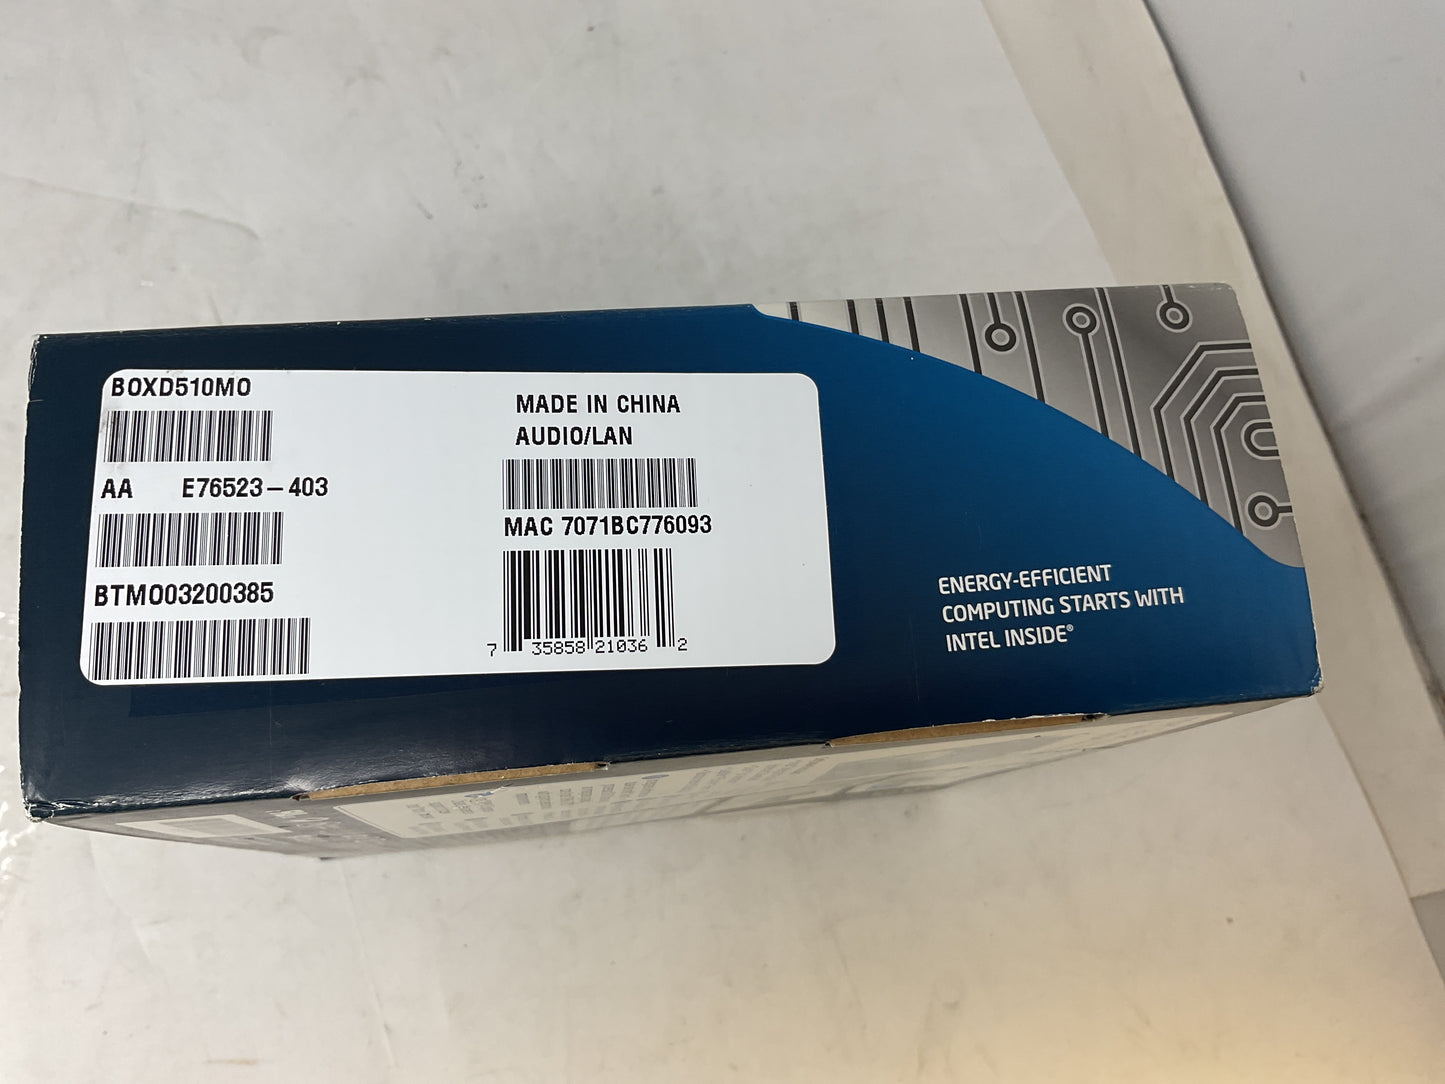 BOXD510MO
AA E76523-403
BTMO03200385
MADE IN CHINA
AUDIO/LAN
MAC 7071BC776093
7 35858 21036 2
ENERGY-EFFICIENT
COMPUTING STARTS WITH
INTEL INSIDE®